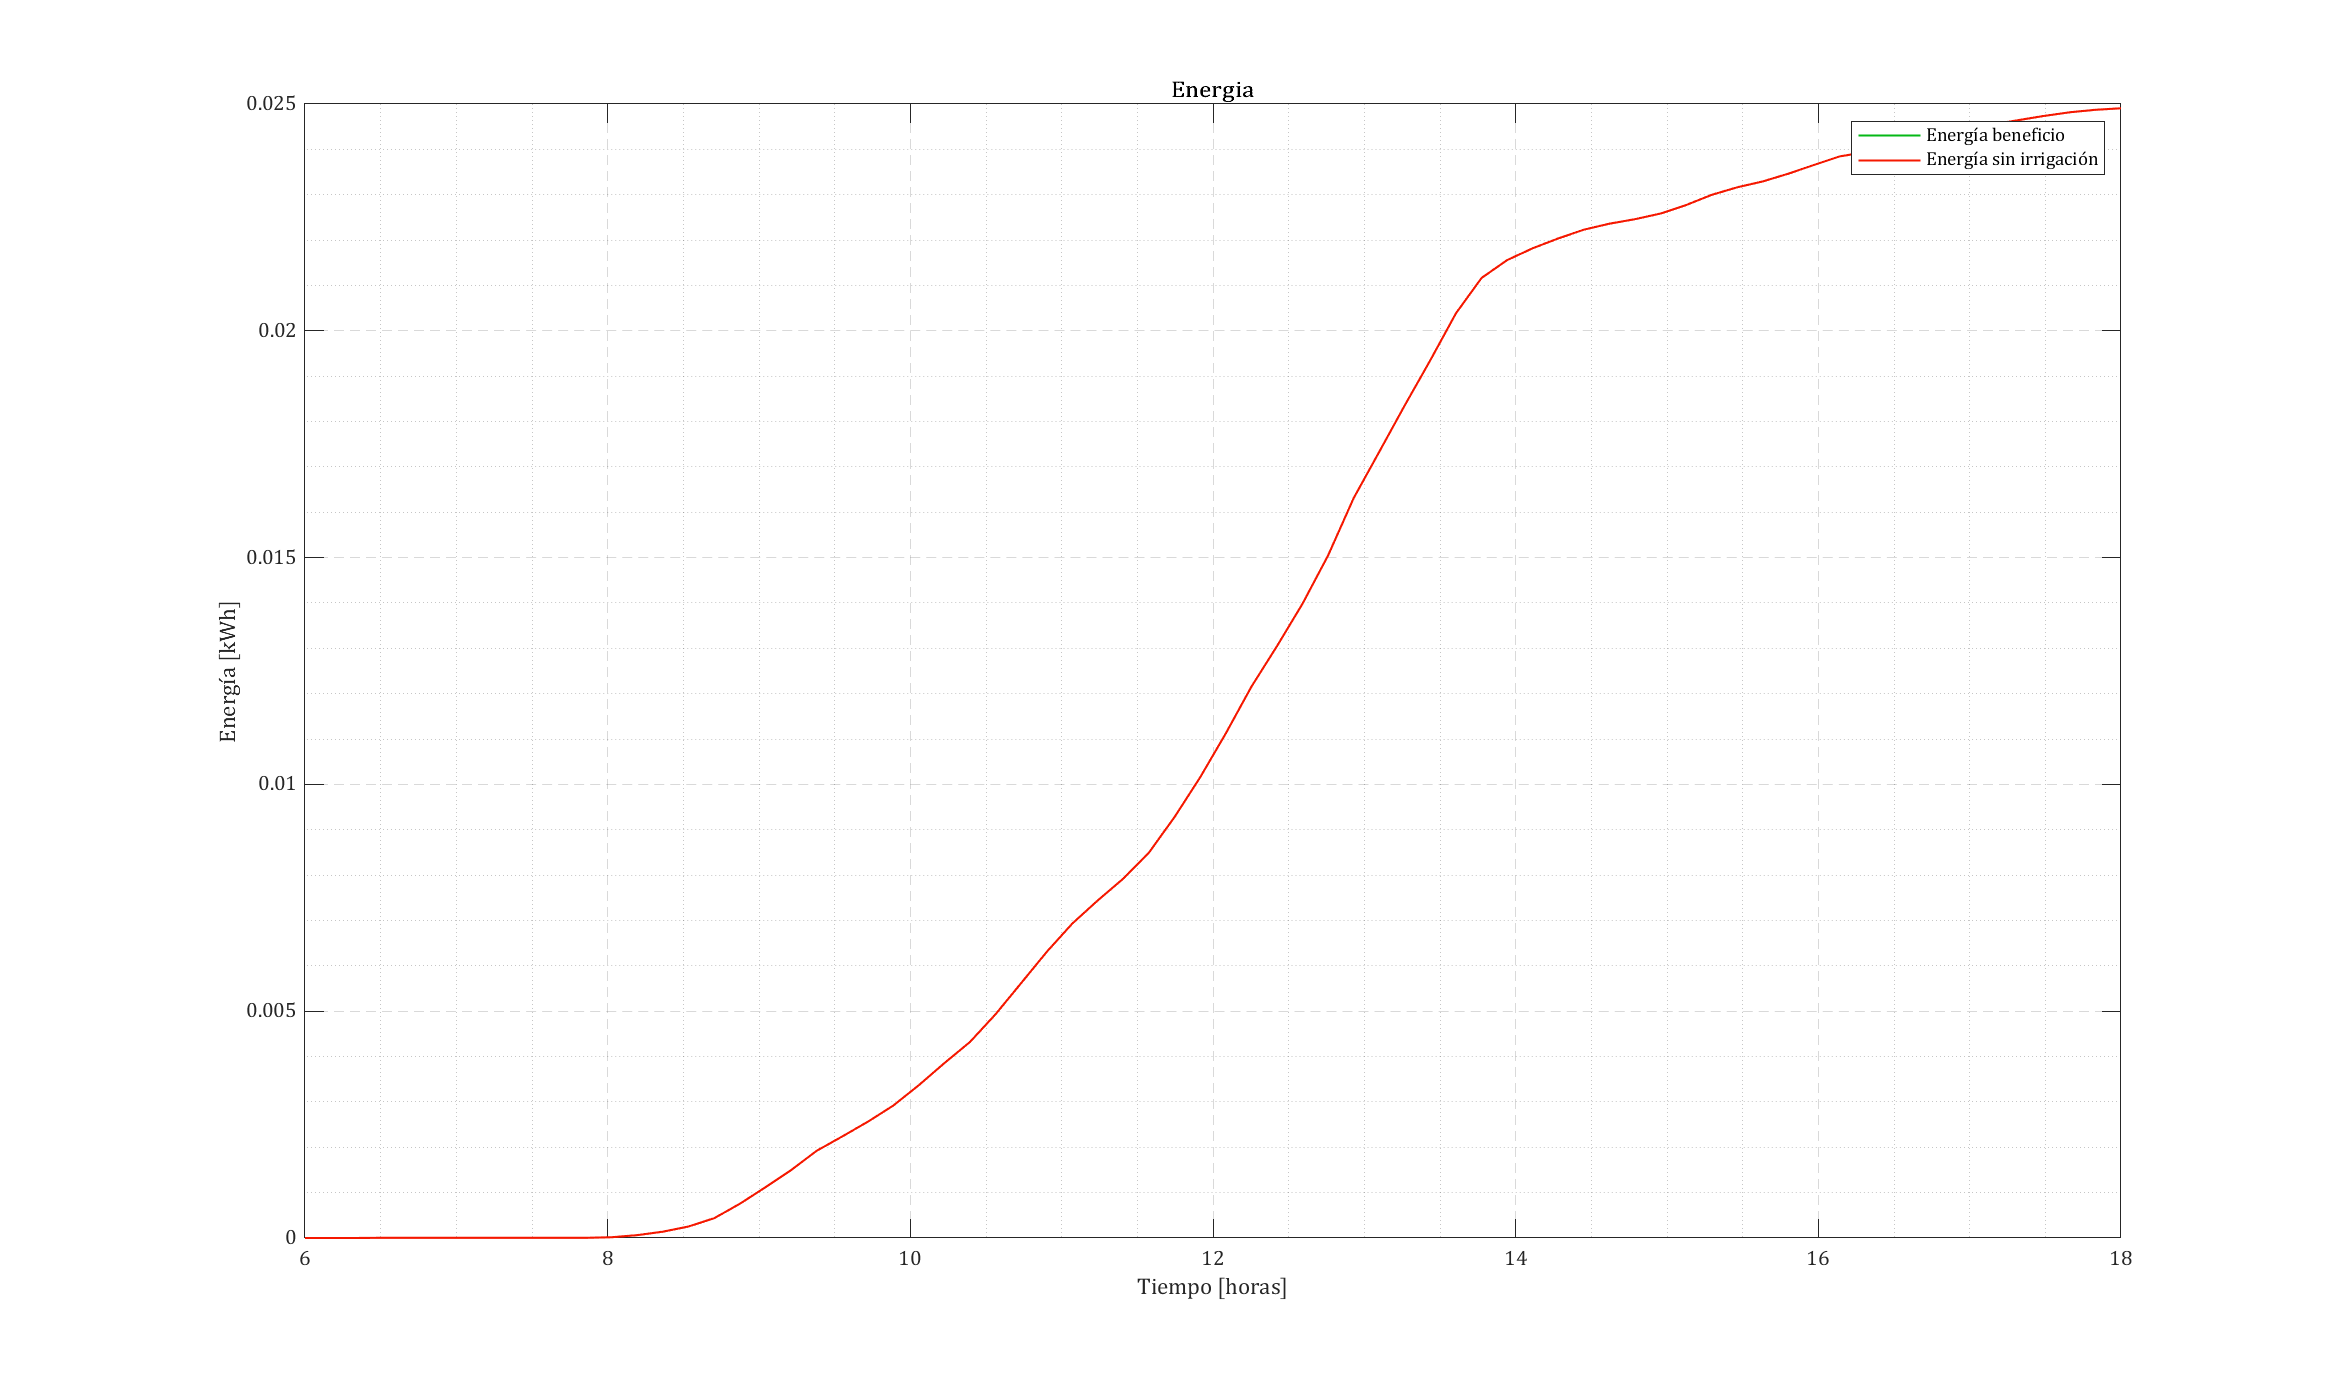 Energia
0.025
0.02
0.015
0.01
0.005
0
Energía [kWh]
Energía beneficio
Energía sin irrigación
6 8 10 12 14 16 18
Tiempo [horas]